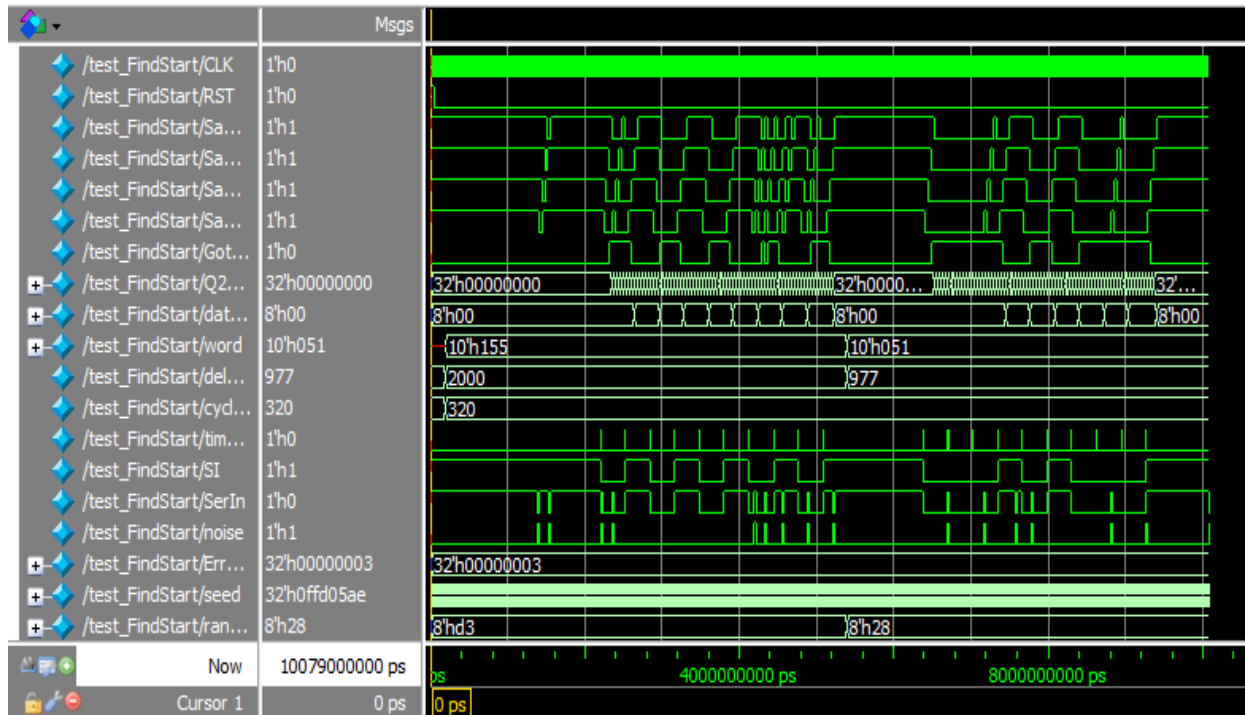 Msgs
/test_FindStart/CLK 1'h0
/test_FindStart/RST 1'h0
/test_FindStart/Sa... 1'h1
/test_FindStart/Sa... 1'h1
/test_FindStart/Sa... 1'h1
/test_FindStart/Sa... 1'h1
/test_FindStart/Got... 1'h0
/test_FindStart/Q2... 32'h00000000 32'h00000000 32'h0000... 32'...
/test_FindStart/dat... 8'h00 8'h00 8'h00 8'h00
/test_FindStart/word 10'h051 10'h155 10'h051
/test_FindStart/del... 977 2000 977
/test_FindStart/cycl... 320 320
/test_FindStart/tim... 1'h0
/test_FindStart/SI 1'h1
/test_FindStart/SerIn 1'h0
/test_FindStart/noise 1'h1
/test_FindStart/Err... 32'h00000003 32'h00000003
/test_FindStart/seed 32'h0ffd05ae
/test_FindStart/ran... 8'h28 8'hd3 8'h28
Now 10079000000 ps ps 4000000000 ps 8000000000 ps
Cursor 1 0 ps 0 ps